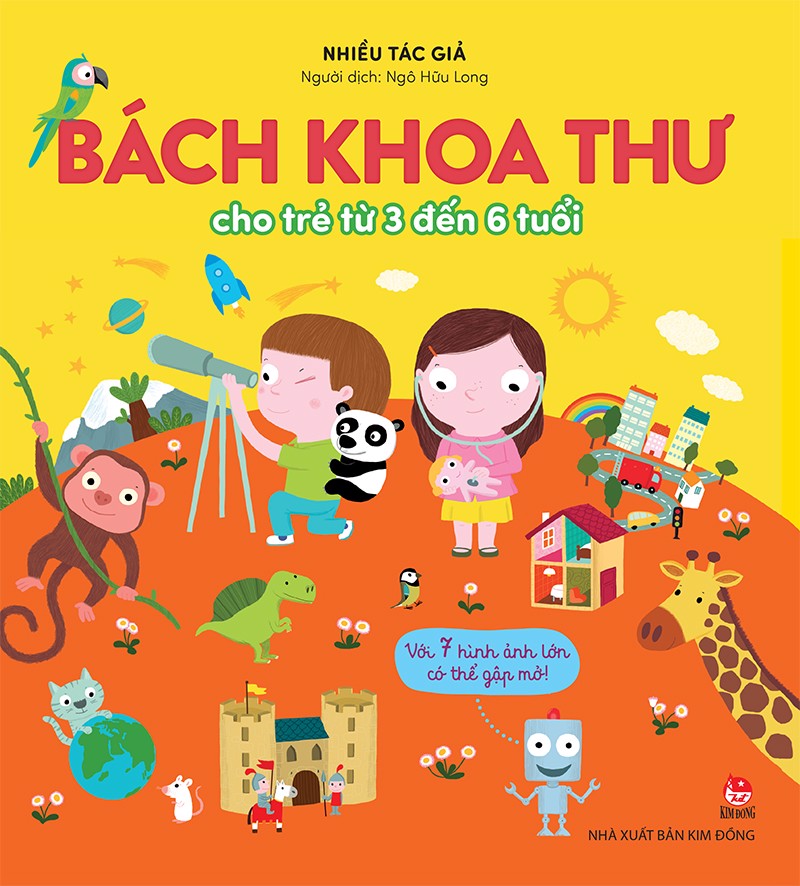 NHIỀU TÁC GIẢ
Người dịch: Ngô Hữu Long
BÁCH KHOA THƯ
cho trẻ từ 3 đến 6 tuổi
Với 7 hình ảnh lớn
có thể gập mở!
KIM ĐỒNG
NHÀ XUẤT BẢN KIM ĐỒNG